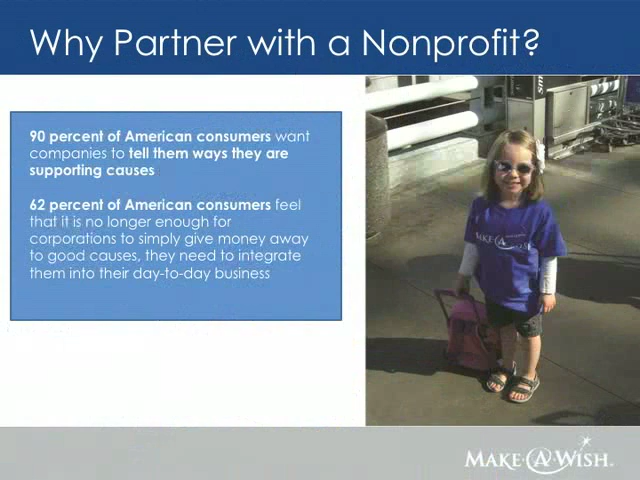 Why Partner with a Nonprofit?
90 percent of American consumers want
companies to tell them ways they are
supporting causes
62 percent of American consumers feel
that it is no longer enough for
corporations to simply give money away
to good causes, they need to integrate
them into their day-to-day business
MAKE-A-WISH
MAKE-A-WISH®